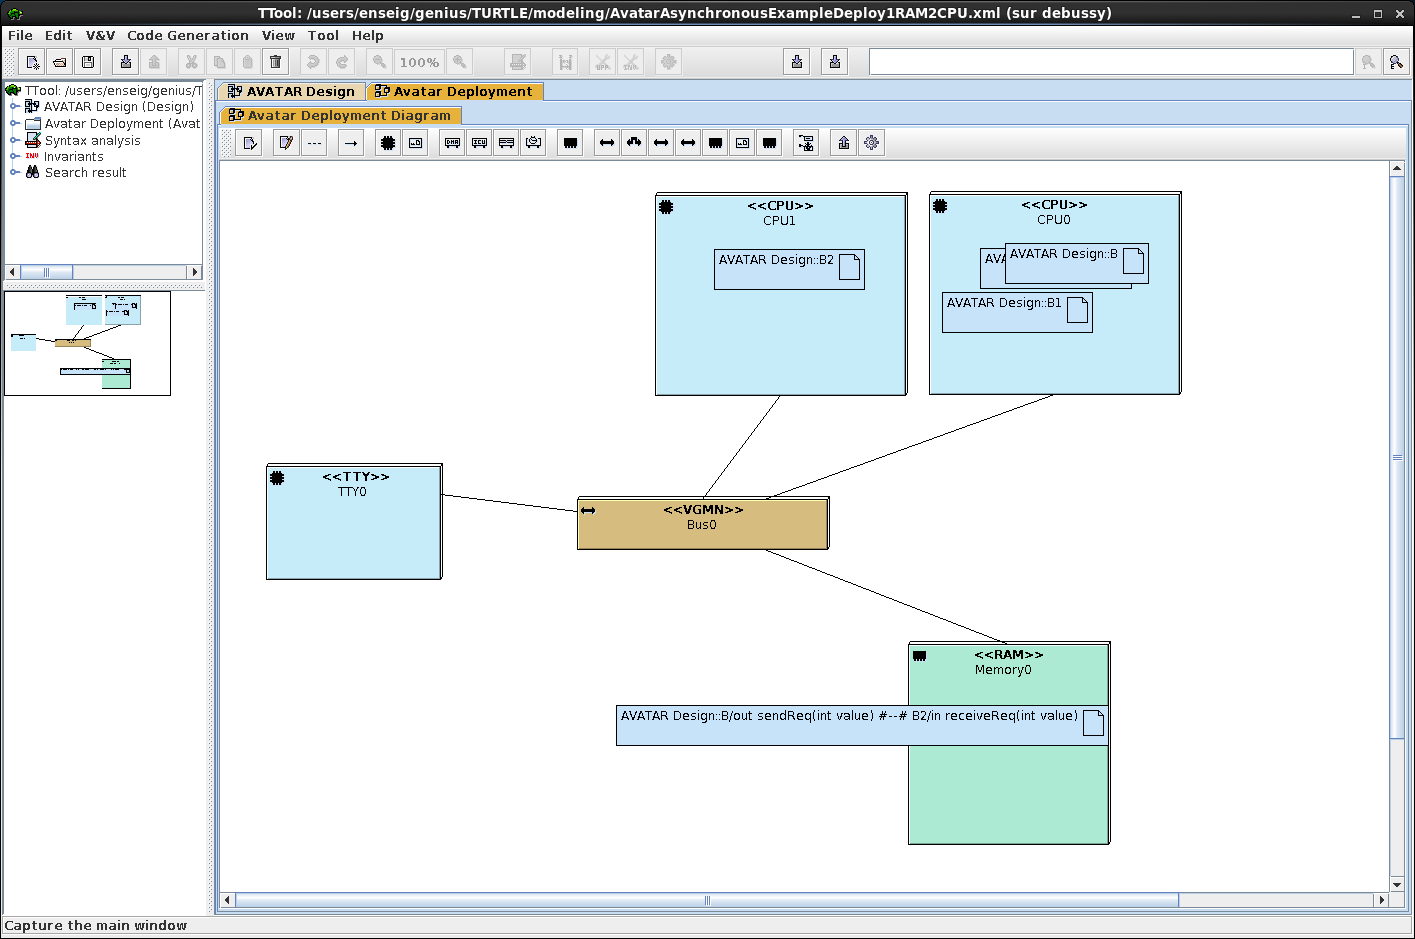 TTool: /users/enseig/genius/TURTLE/modeling/AvatarAsynchronousExampleDeploy1RAM2CPU.xml (sur debussy)
File Edit V&V Code Generation View Tool Help
100%
TTool: /users/enseig/genius/T
AVATAR Design (Design)
Avatar Deployment (Avat
Syntax analysis
INV Invariants
Search result
AVATAR Design Avatar Deployment
Avatar Deployment Diagram
<<CPU>>
CPU1
AVATAR Design::B2
<<CPU>>
CPU0
AVA
AVATAR Design::B
AVATAR Design::B1
<<TTY>>
TTY0
<<VGMN>>
Bus0
<<RAM>>
Memory0
AVATAR Design::B/out sendReq(int value) #--# B2/in receiveReq(int value)
Capture the main window